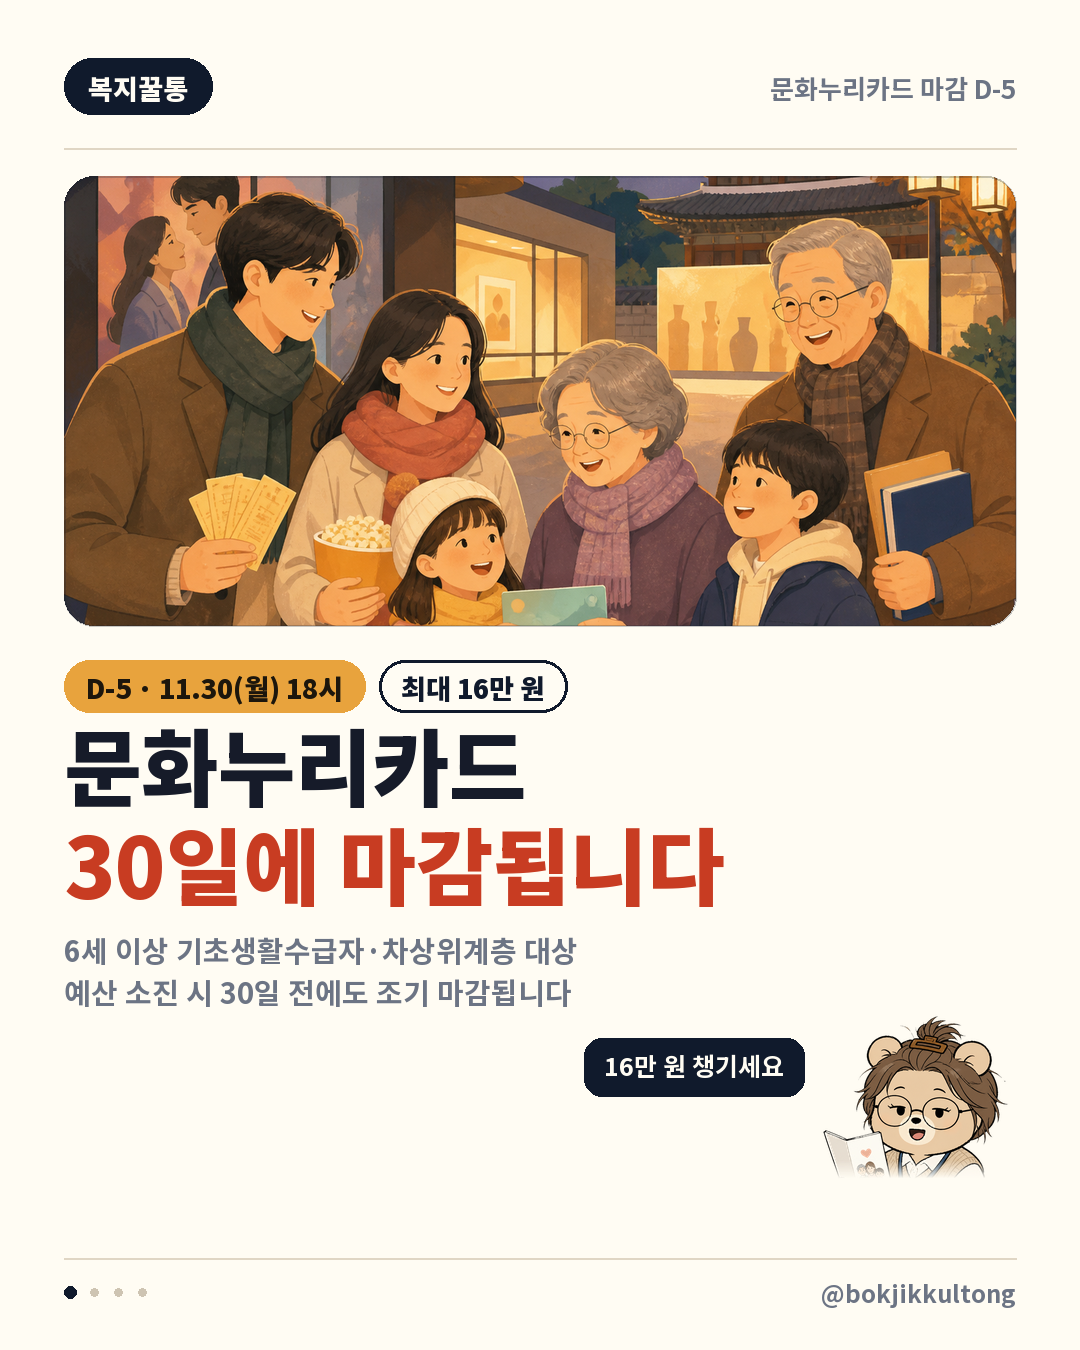 복지꿀통
문화누리카드 마감 D-5
D-5 · 11.30(월) 18시
최대 16만 원
문화누리카드
30일에 마감됩니다
6세 이상 기초생활수급자·차상위계층 대상
예산 소진 시 30일 전에도 조기 마감됩니다
16만 원 챙기세요
@bokjikkultong